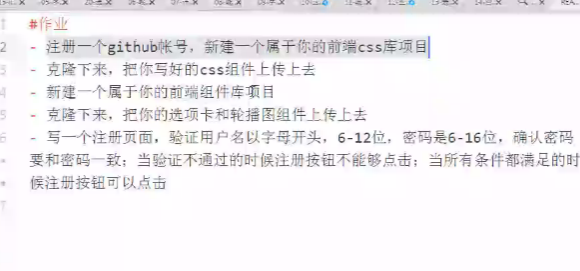 #作业
- 注册一个github帐号，新建一个属于你的前端css库项目
- 克隆下来，把你写好的css组件上传上去
- 新建一个属于你的前端组件库项目
- 克隆下来，把你的选项卡和轮播图组件上传上去
- 写一个注册页面，验证用户名以字母开头，6-12位，密码是6-16位，确认密码
要和密码一致；当验证不通过的时候注册按钮不能够点击；当所有条件都满足的时
候注册按钮可以点击